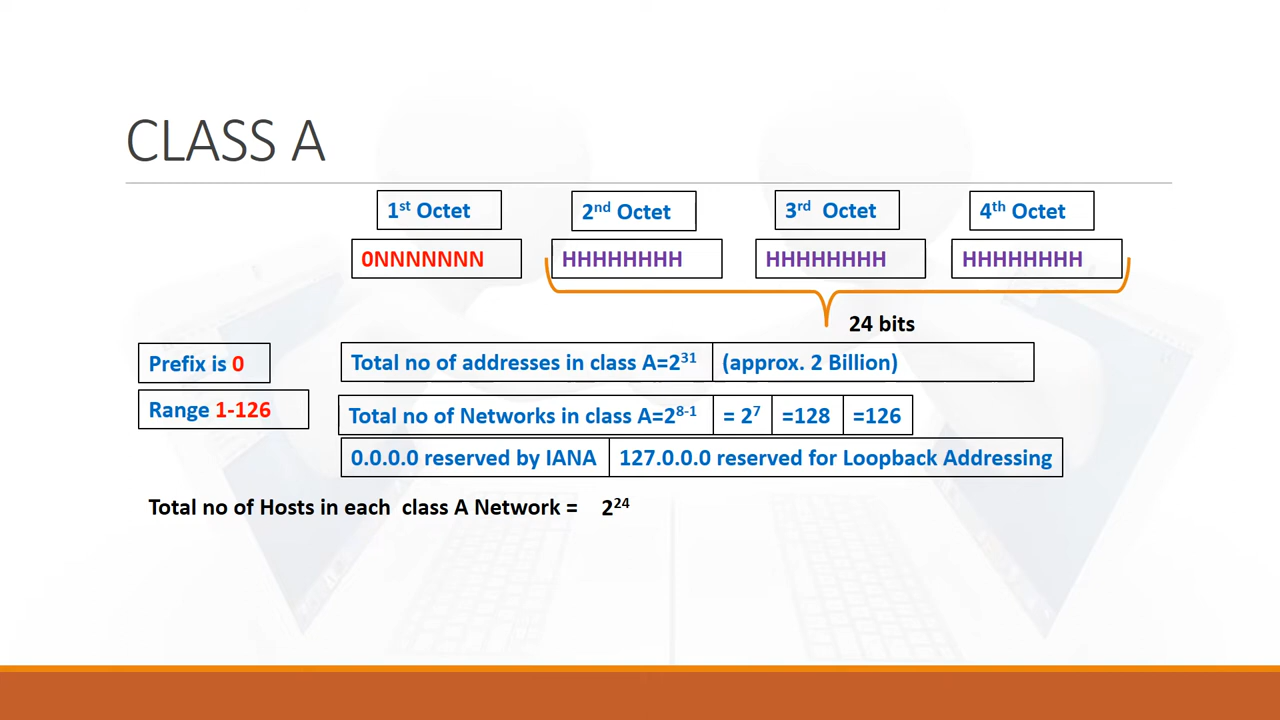 CLASS A
1st Octet 2nd Octet 3rd Octet 4th Octet
0NNNNNNN HHHHHHHH HHHHHHHH HHHHHHHH
24 bits
Prefix is 0 Total no of addresses in class A=2^31 (approx. 2 Billion)
Range 1-126 Total no of Networks in class A=2^8-1 = 2^7 =128 =126
0.0.0.0 reserved by IANA 127.0.0.0 reserved for Loopback Addressing
Total no of Hosts in each class A Network = 2^24